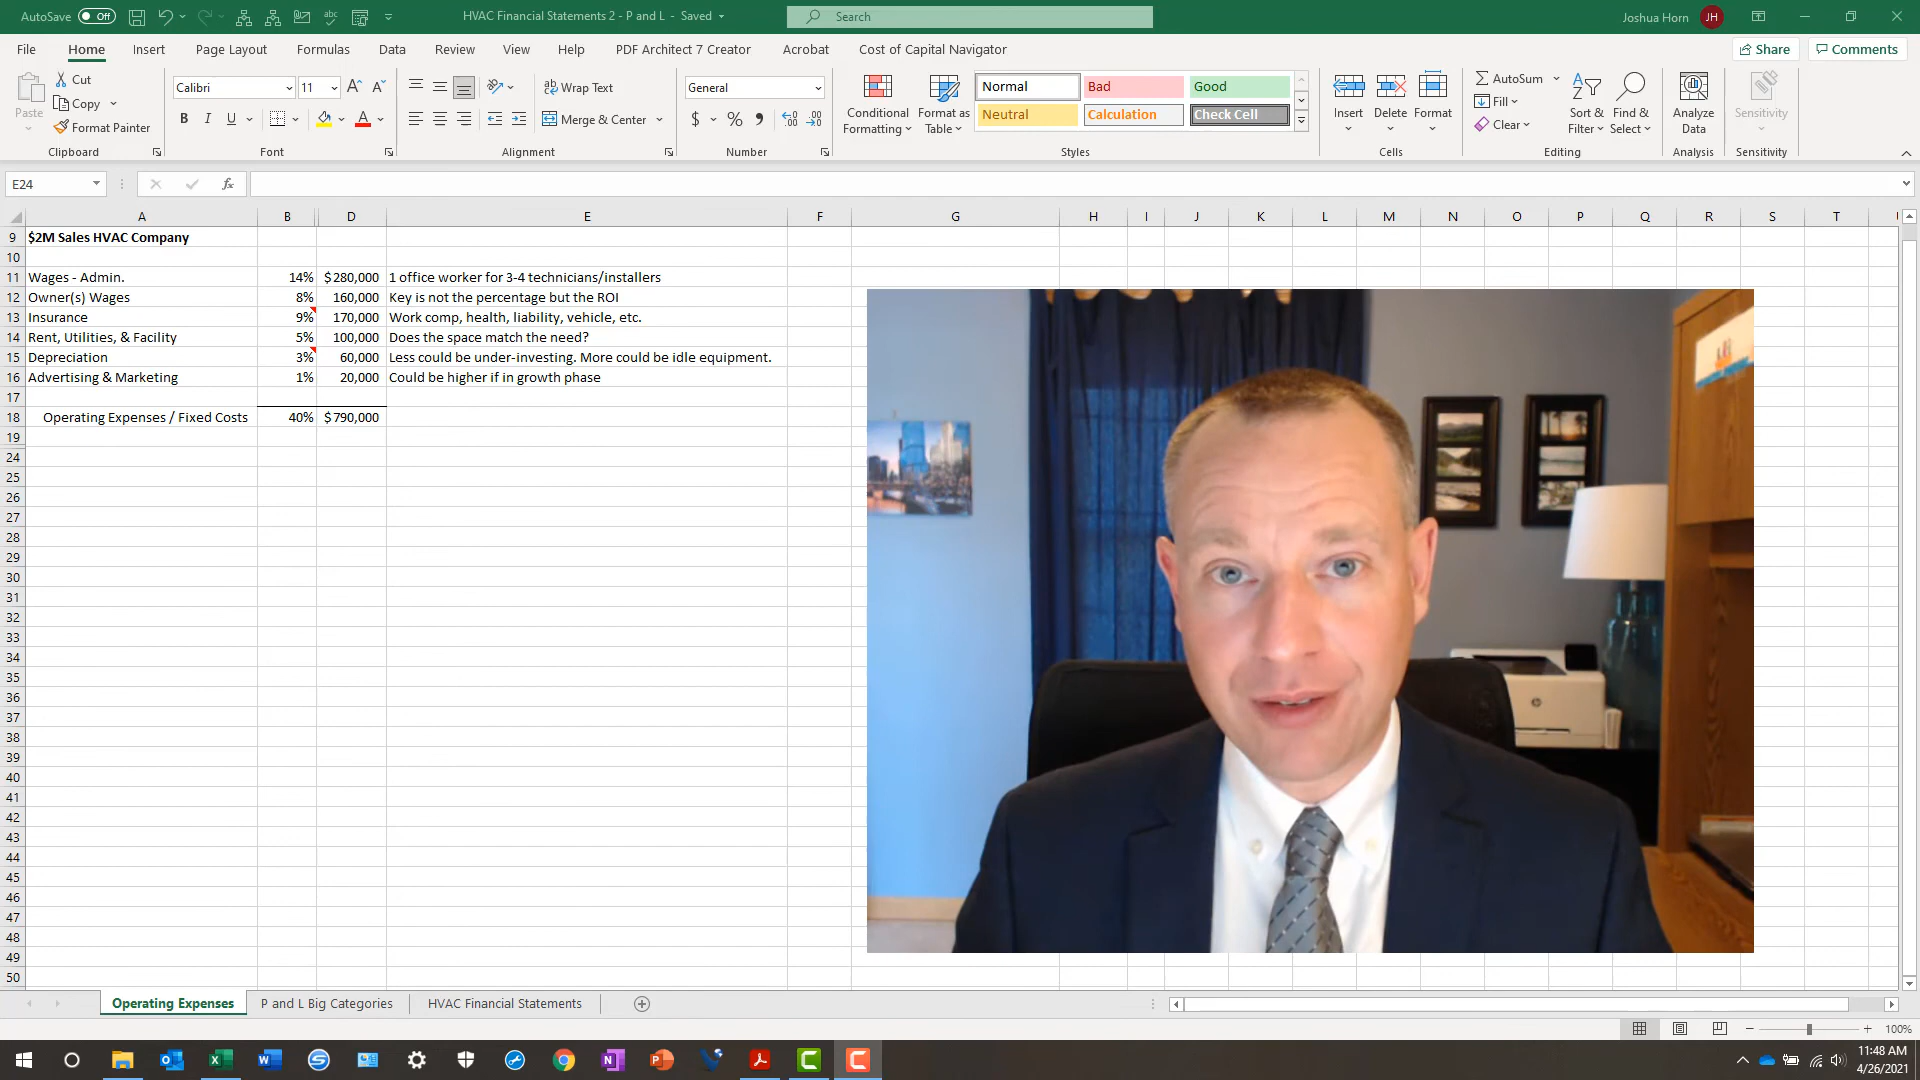 AutoSave Off HVAC Financial Statements 2 - P and L - Saved Search Joshua Horn JH
File Home Insert Page Layout Formulas Data Review View Help PDF Architect 7 Creator Acrobat Cost of Capital Navigator Share Comments
Paste Cut Copy Format Painter
Calibri 11 A A B I U A
ab Wrap Text Merge & Center
General $ % 9
Conditional Formatting Format as Table
Normal Bad Good
Neutral Calculation Check Cell
Insert Delete Format
AutoSum Fill Clear Sort & Filter Find & Select
Analyze Data Sensitivity
Clipboard Font Alignment Number Styles Cells Editing Analysis Sensitivity
E24 fx
A B D E F G H I J K L M N O P Q R S T
9 $2M Sales HVAC Company
10
11 Wages - Admin. 14% $ 280,000 1 office worker for 3-4 technicians/installers
12 Owner(s) Wages 8% 160,000 Key is not the percentage but the ROI
13 Insurance 9% 170,000 Work comp, health, liability, vehicle, etc.
14 Rent, Utilities, & Facility 5% 100,000 Does the space match the need?
15 Depreciation 3% 60,000 Less could be under-investing. More could be idle equipment.
16 Advertising & Marketing 1% 20,000 Could be higher if in growth phase
17
18 Operating Expenses / Fixed Costs 40% $ 790,000
19
24
25
26
27
28
29
30
31
32
33
34
35
36
37
38
39
40
41
42
43
44
45
46
47
48
49
50
Operating Expenses P and L Big Categories HVAC Financial Statements
100%
11:48 AM
4/26/2021